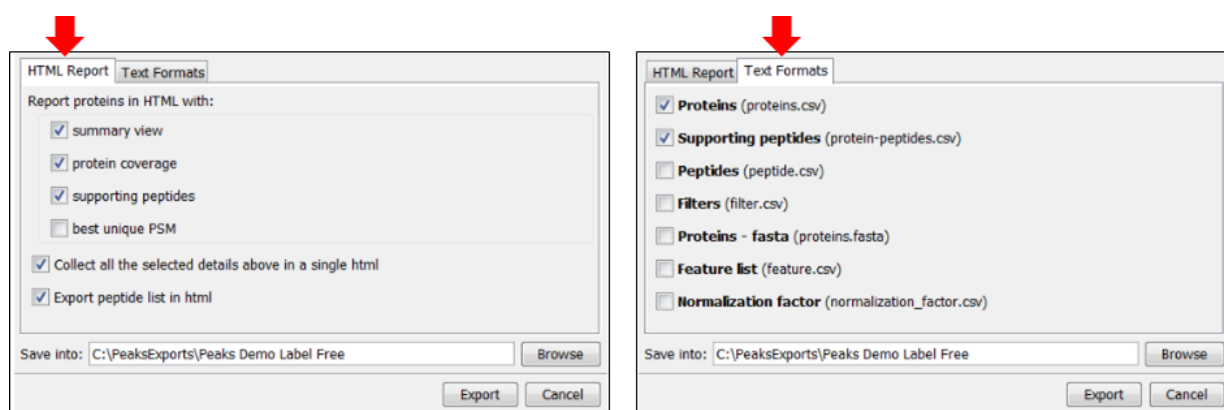 HTML Report Text Formats
Report proteins in HTML with:
summary view
protein coverage
supporting peptides
best unique PSM
Collect all the selected details above in a single html
Export peptide list in html
Save into: C:\PeaksExports\Peaks Demo Label Free Browse
Export Cancel
HTML Report Text Formats
Proteins (proteins.csv)
Supporting peptides (protein-peptides.csv)
Peptides (peptide.csv)
Filters (filter.csv)
Proteins - fasta (proteins.fasta)
Feature list (feature.csv)
Normalization factor (normalization_factor.csv)
Save into: C:\PeaksExports\Peaks Demo Label Free Browse
Export Cancel